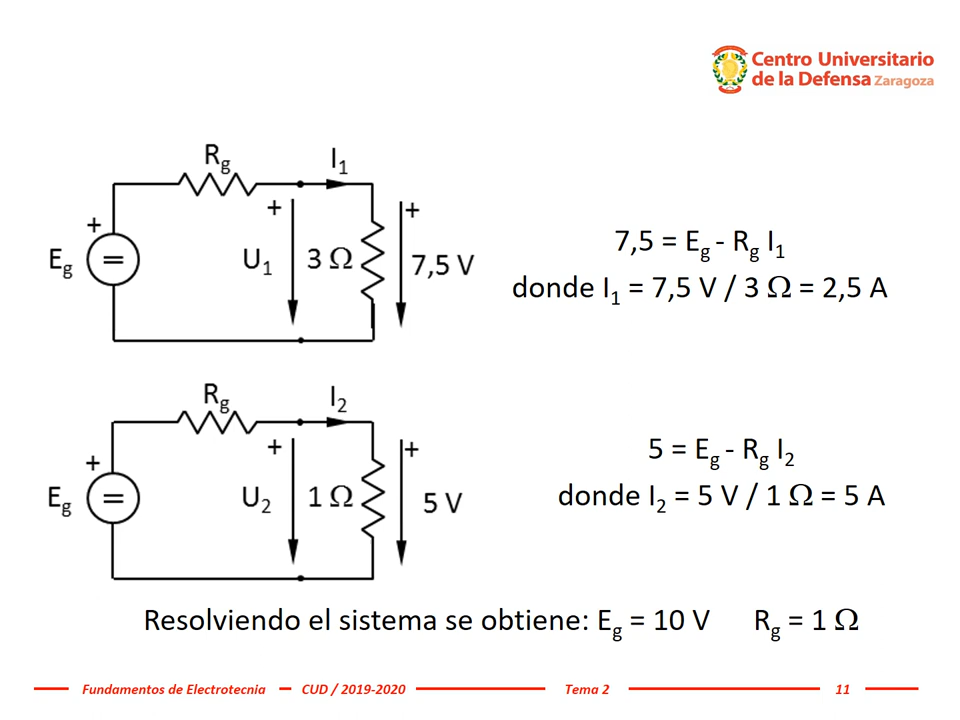 Centro Universitario
de la Defensa Zaragoza
Rg
I1
+
+
+
Eg
=
U1
3 Ω
7,5 V
7,5 = Eg - Rg I1
donde I1 = 7,5 V / 3 Ω = 2,5 A
Rg
I2
+
+
+
Eg
=
U2
1 Ω
5 V
5 = Eg - Rg I2
donde I2 = 5 V / 1 Ω = 5 A
Resolviendo el sistema se obtiene: Eg = 10 V Rg = 1 Ω
Fundamentos de Electrotecnia CUD / 2019-2020 Tema 2 11